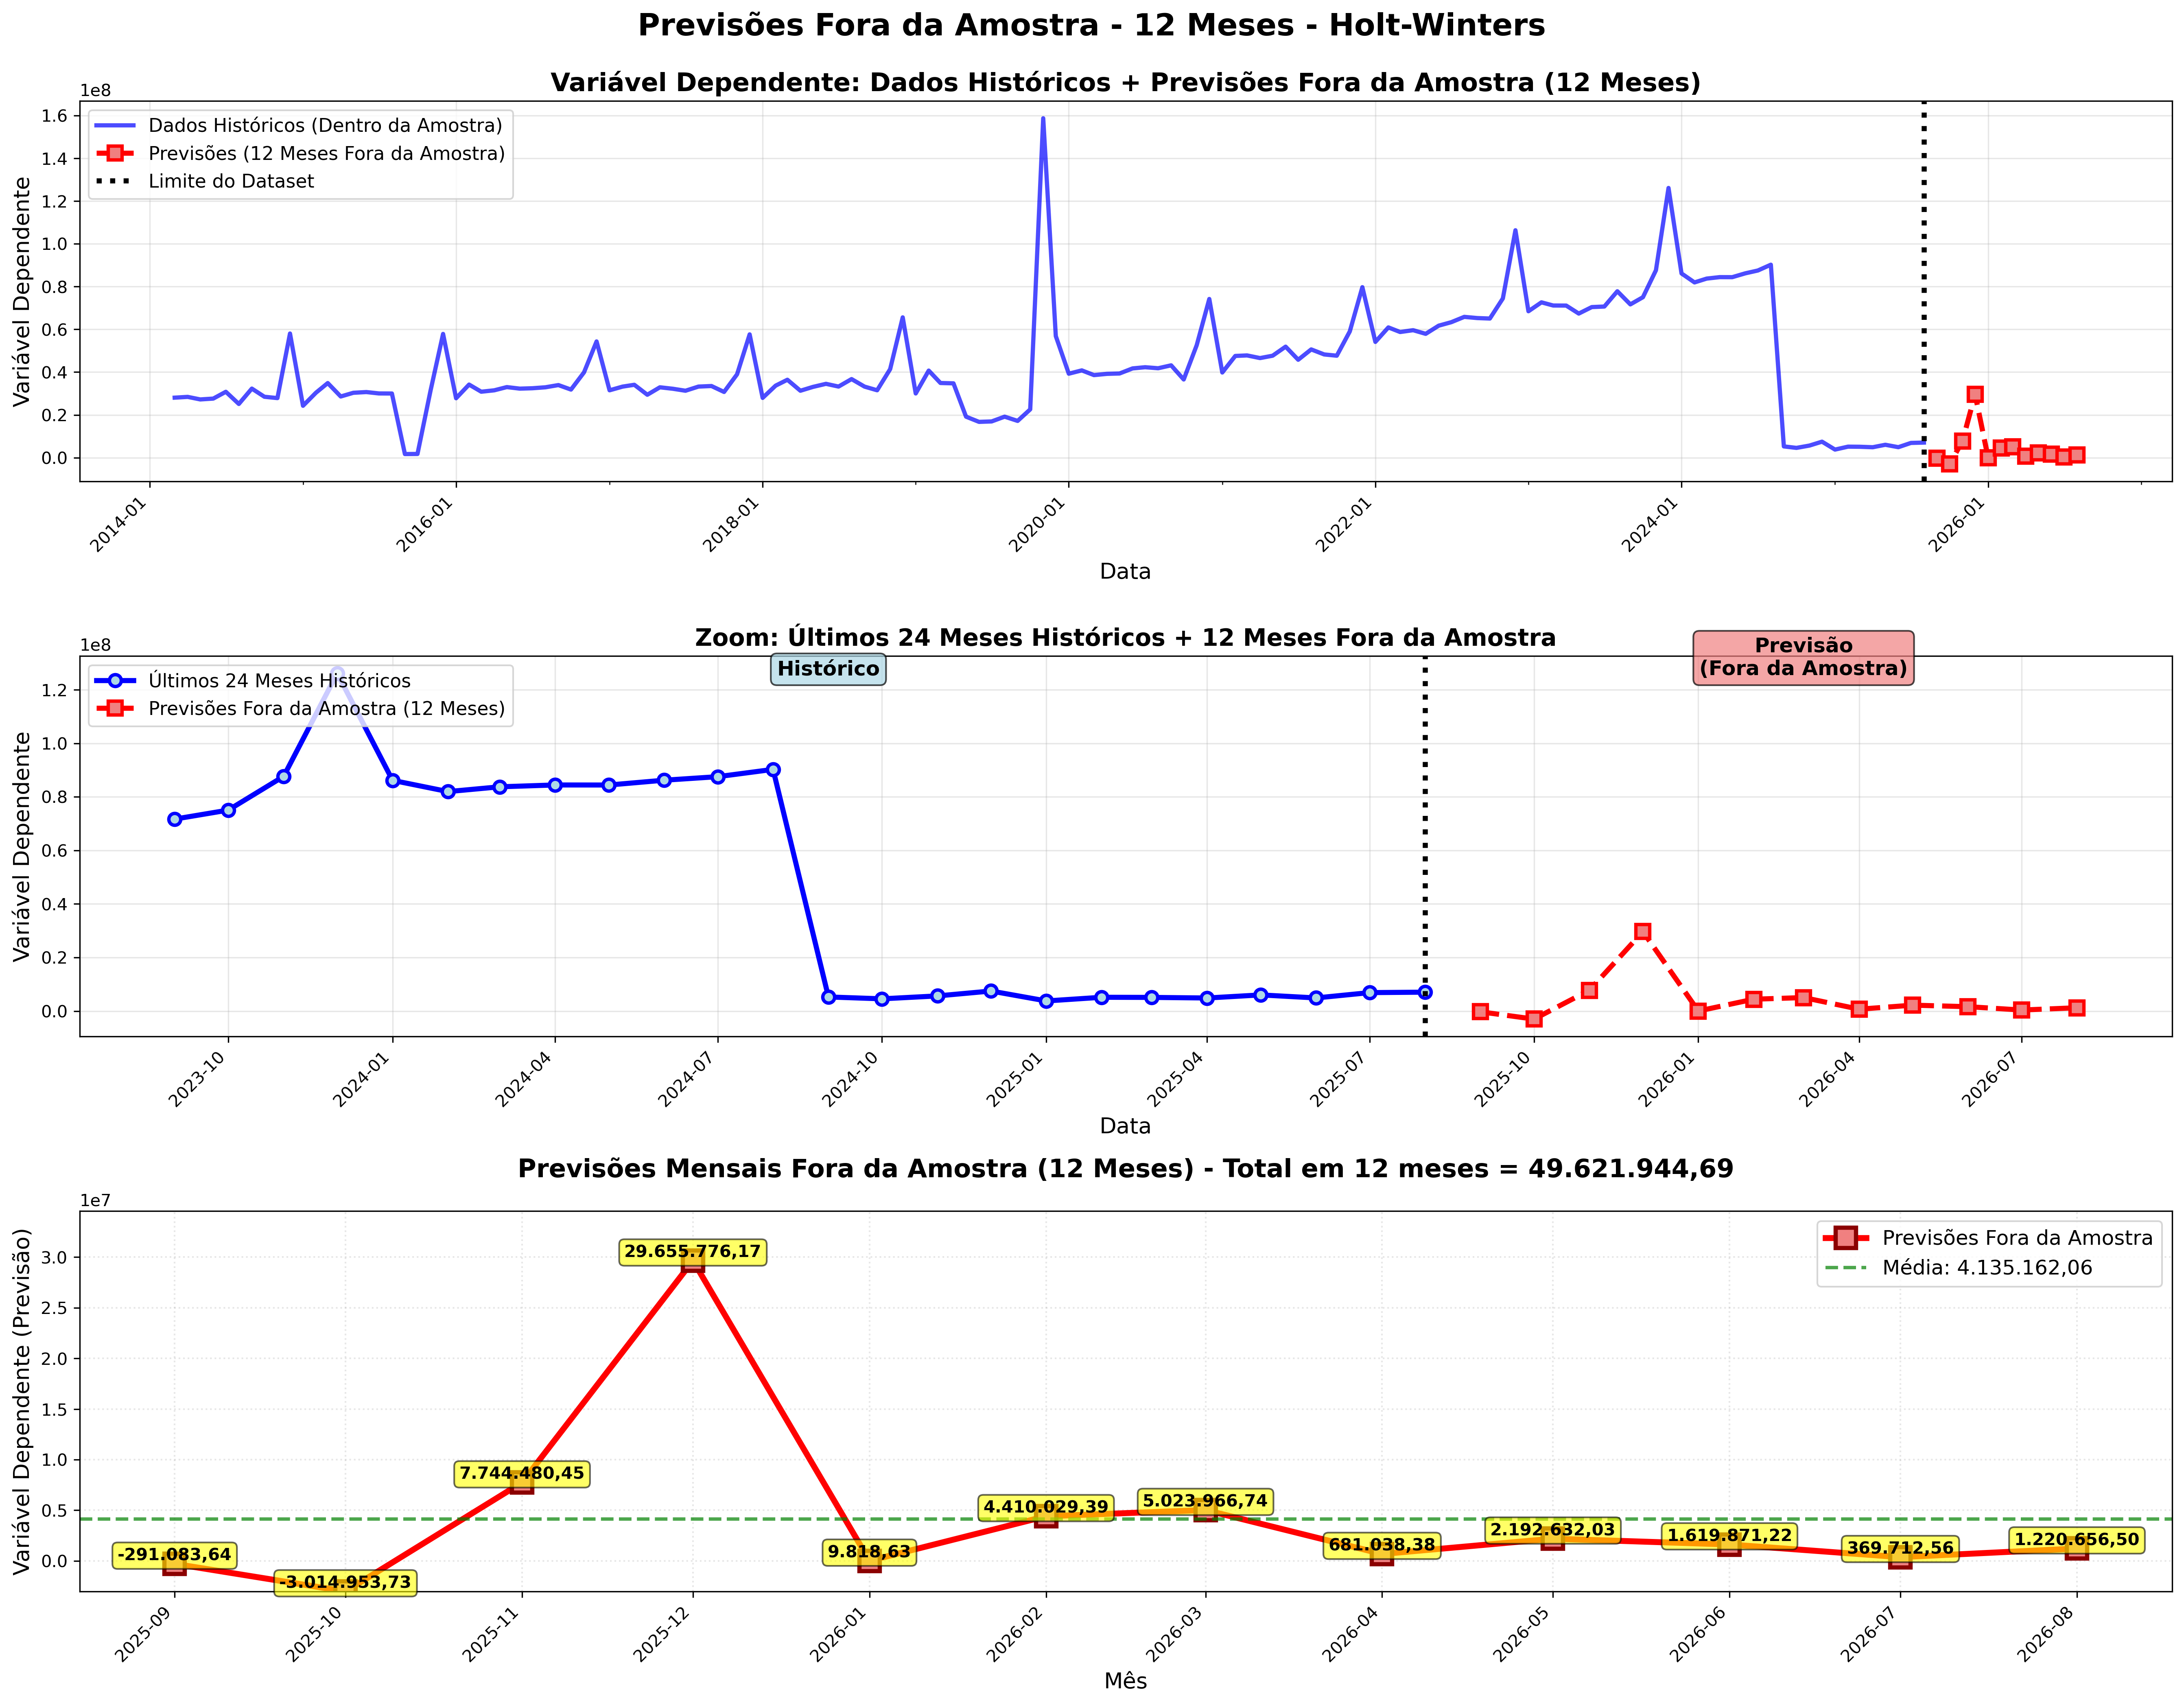 Previsões Fora da Amostra - 12 Meses - Holt-Winters
Variável Dependente: Dados Históricos + Previsões Fora da Amostra (12 Meses)
1e8
Variável Dependente
1.6
1.4
1.2
1.0
0.8
0.6
0.4
0.2
0.0
Dados Históricos (Dentro da Amostra)
Previsões (12 Meses Fora da Amostra)
Limite do Dataset
2014-01
2016-01
2018-01
2020-01
2022-01
2024-01
2026-01
Data
Zoom: Últimos 24 Meses Históricos + 12 Meses Fora da Amostra
1e8
Variável Dependente
1.2
1.0
0.8
0.6
0.4
0.2
0.0
Últimos 24 Meses Históricos
Previsões Fora da Amostra (12 Meses)
Histórico
Previsão
(Fora da Amostra)
2023-10
2024-01
2024-04
2024-07
2024-10
2025-01
2025-04
2025-07
2025-10
2026-01
2026-04
2026-07
Data
Previsões Mensais Fora da Amostra (12 Meses) - Total em 12 meses = 49.621.944,69
1e7
Variável Dependente (Previsão)
3.0
2.5
2.0
1.5
1.0
0.5
0.0
Previsões Fora da Amostra
Média: 4.135.162,06
-291.083,64
-3.014.953,73
7.744.480,45
29.655.776,17
9.818,63
4.410.029,39
5.023.966,74
681.038,38
2.192.632,03
1.619.871,22
369.712,56
1.220.656,50
2025-09
2025-10
2025-11
2025-12
2026-01
2026-02
2026-03
2026-04
2026-05
2026-06
2026-07
2026-08
Mês